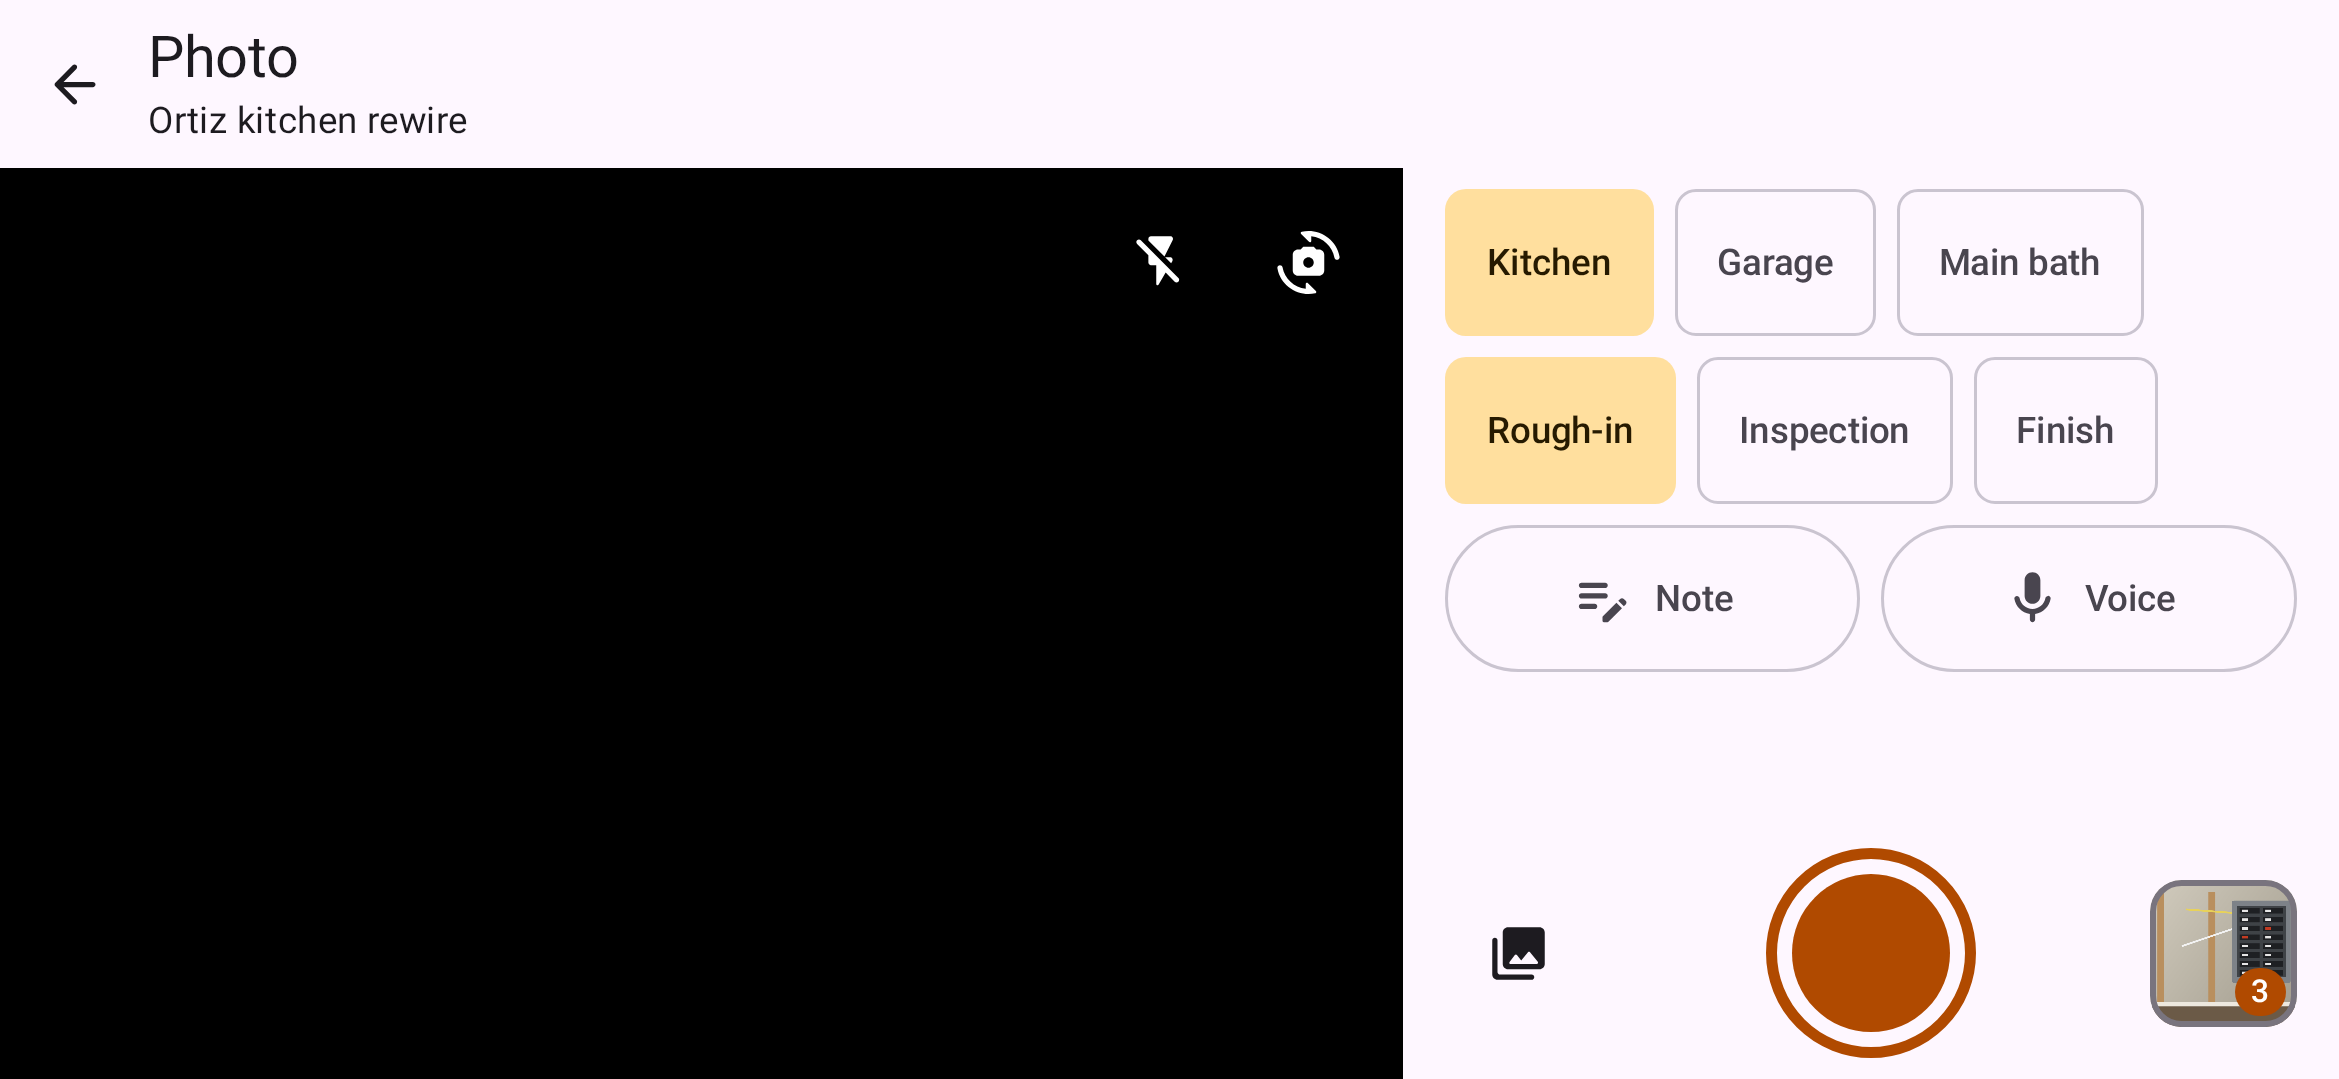 Photo
Ortiz kitchen rewire
Kitchen Garage Main bath
Rough-in Inspection Finish
Note Voice
3